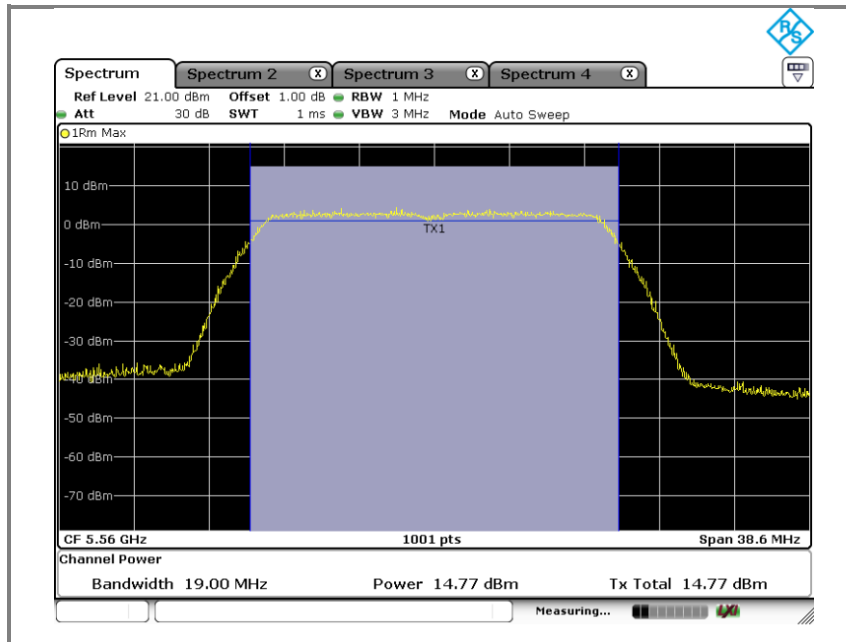 R&S
Spectrum Spectrum 2 X Spectrum 3 X Spectrum 4 X
Ref Level 21.00 dBm Offset 1.00 dB RBW 1 MHz
Att 30 dB SWT 1 ms VBW 3 MHz Mode Auto Sweep
1Rm Max
10 dBm
0 dBm
TX1
-10 dBm
-20 dBm
-30 dBm
-40 dBm
-50 dBm
-60 dBm
-70 dBm
CF 5.56 GHz 1001 pts Span 38.6 MHz
Channel Power
Bandwidth 19.00 MHz Power 14.77 dBm Tx Total 14.77 dBm
Measuring... LXI